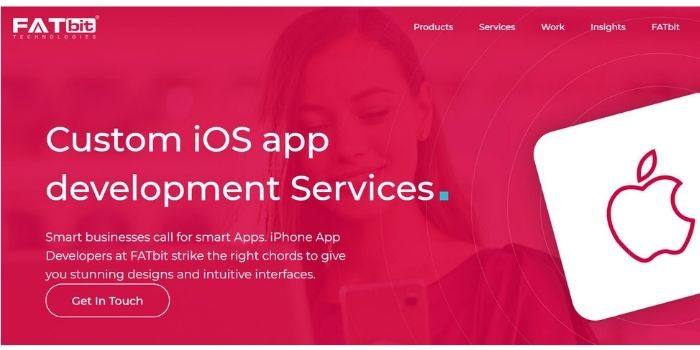 FATbit®
TECHNOLOGIES
Products Services Work Insights FATbit
Custom iOS app
development Services
Smart businesses call for smart Apps. iPhone App
Developers at FATbit strike the right chords to give
you stunning designs and intuitive interfaces.
Get In Touch